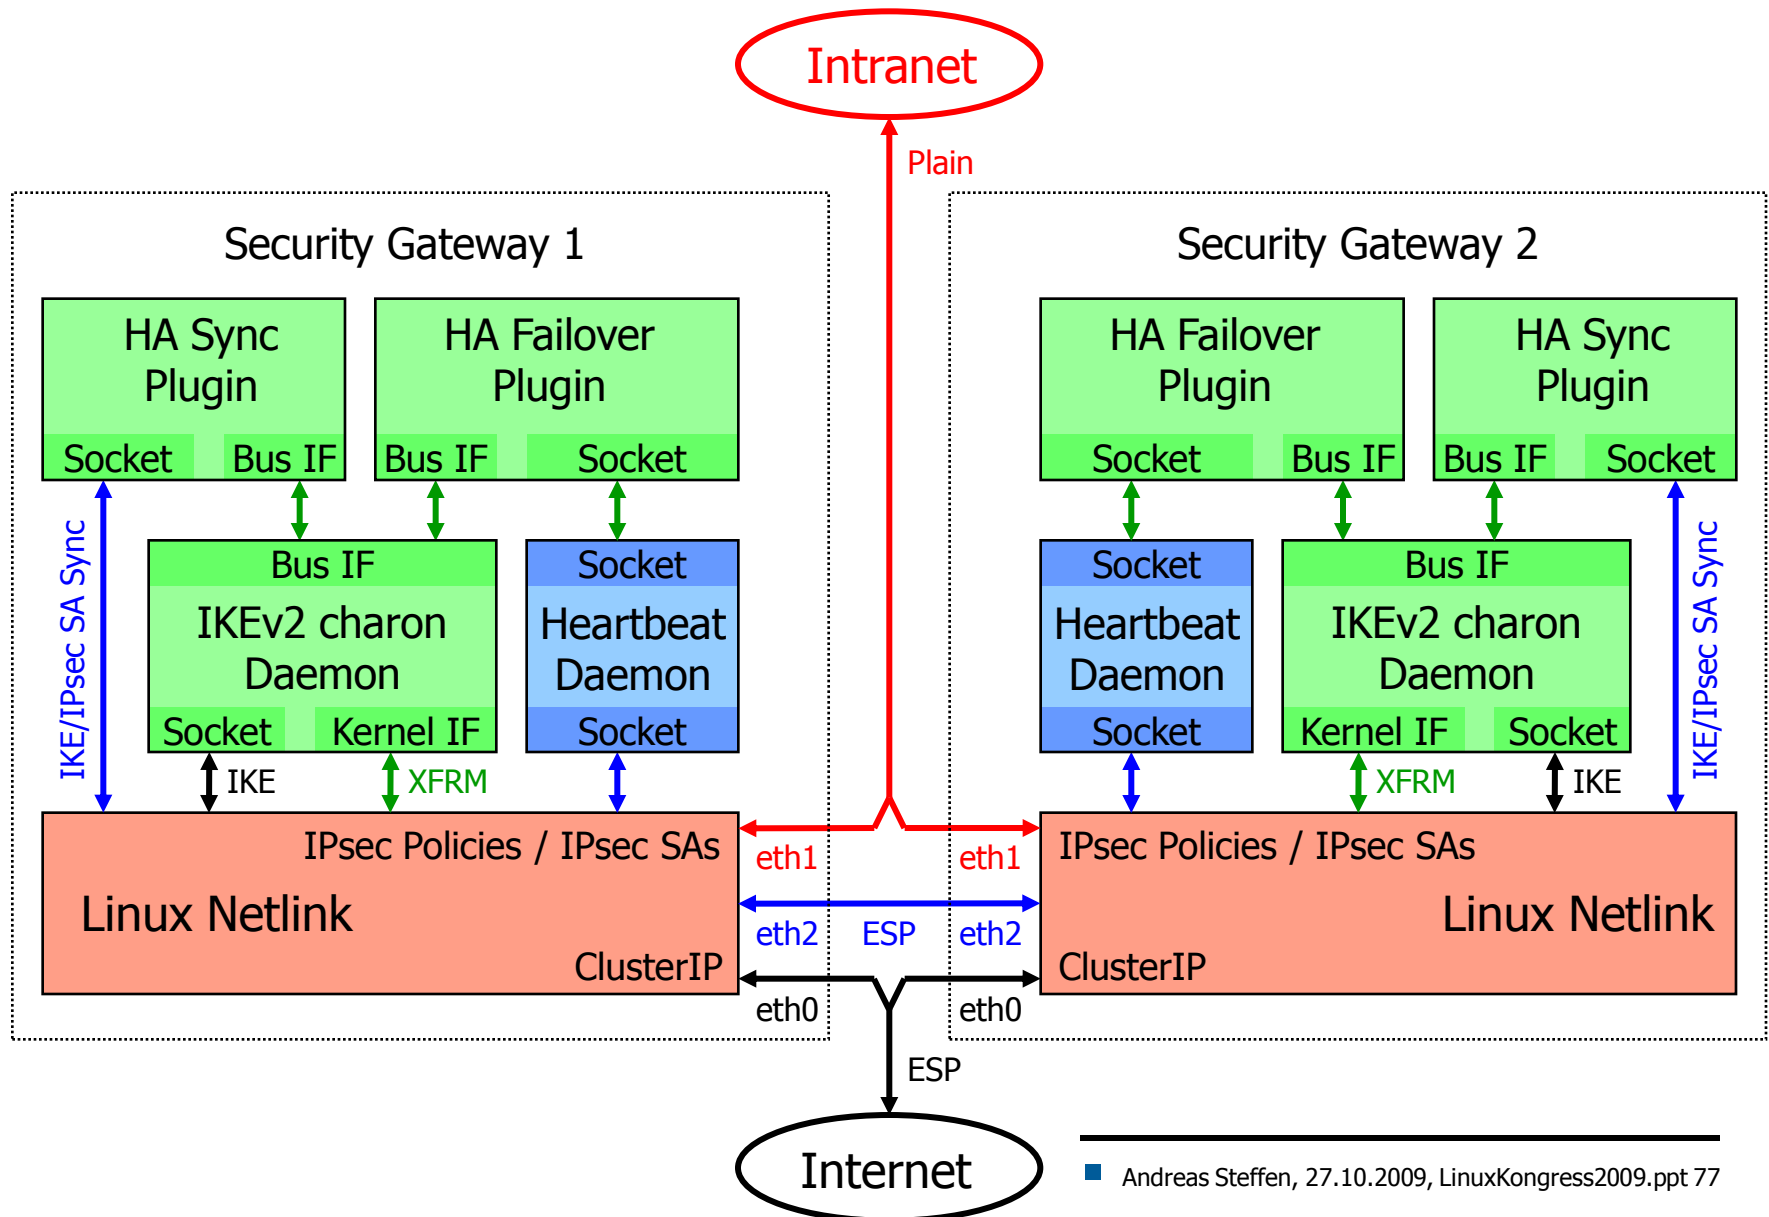 Intranet
Plain
Security Gateway 1
HA Sync
Plugin
Socket
Bus IF
HA Failover
Plugin
Bus IF
Socket
IKE/IPsec SA Sync
Bus IF
IKEv2 charon
Daemon
Socket
Kernel IF
Socket
Heartbeat
Daemon
Socket
IKE
XFRM
IPsec Policies / IPsec SAs
Linux Netlink
ClusterIP
eth1
eth2
eth0
Security Gateway 2
HA Failover
Plugin
Socket
Bus IF
HA Sync
Plugin
Bus IF
Socket
Socket
Heartbeat
Daemon
Socket
Bus IF
IKEv2 charon
Daemon
Kernel IF
Socket
IKE/IPsec SA Sync
XFRM
IKE
eth1
eth2
eth0
IPsec Policies / IPsec SAs
Linux Netlink
ClusterIP
ESP
ESP
Internet
Andreas Steffen, 27.10.2009, LinuxKongress2009.ppt 77